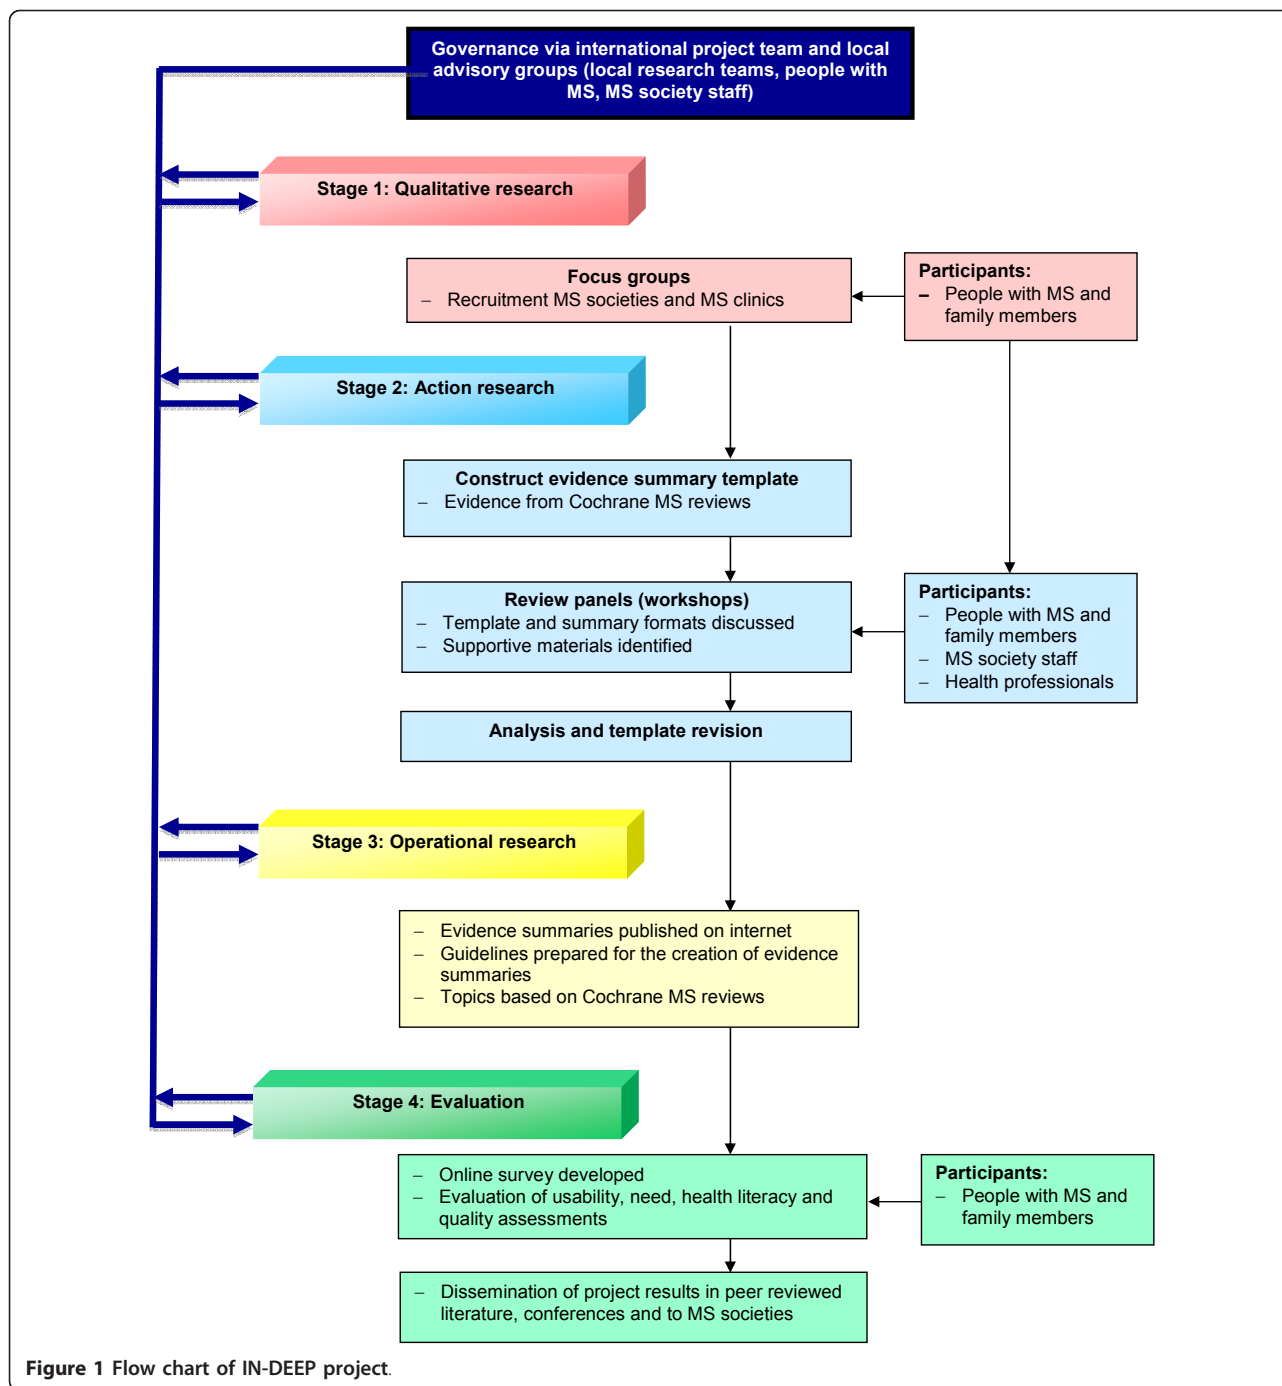 Governance via international project team and local
advisory groups (local research teams, people with
MS, MS society staff)
Stage 1: Qualitative research
Focus groups
– Recruitment MS societies and MS clinics
Participants:
– People with MS and
family members
Stage 2: Action research
Construct evidence summary template
– Evidence from Cochrane MS reviews
Review panels (workshops)
– Template and summary formats discussed
– Supportive materials identified
Participants:
– People with MS and
family members
– MS society staff
– Health professionals
Analysis and template revision
Stage 3: Operational research
– Evidence summaries published on internet
– Guidelines prepared for the creation of evidence
summaries
– Topics based on Cochrane MS reviews
Stage 4: Evaluation
– Online survey developed
– Evaluation of usability, need, health literacy and
quality assessments
Participants:
– People with MS and
family members
– Dissemination of project results in peer reviewed
literature, conferences and to MS societies
Figure 1 Flow chart of IN-DEEP project.